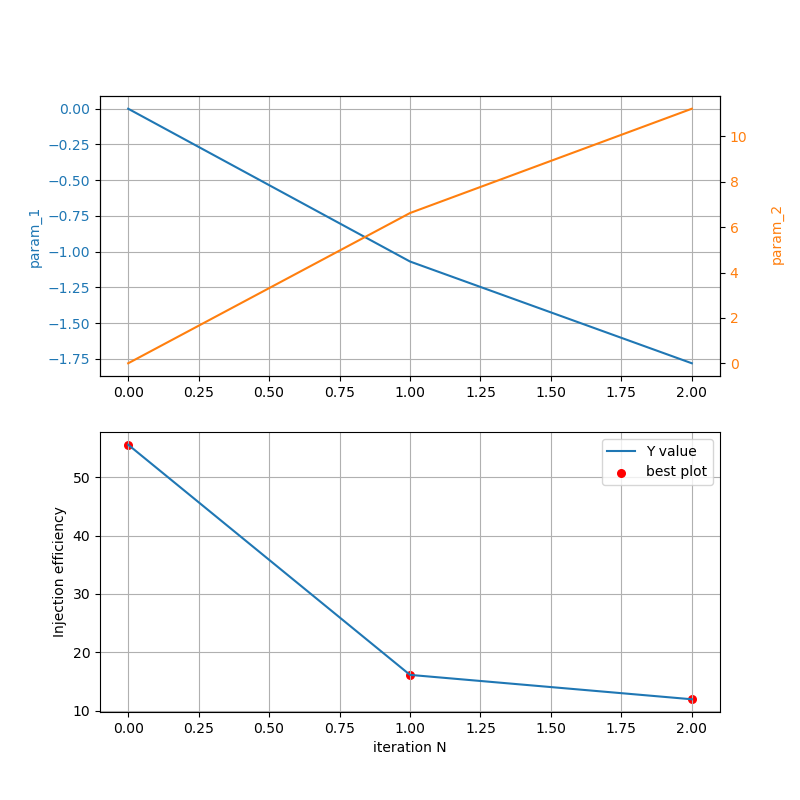 0.00
−0.25
−0.50
−0.75
−1.00
−1.25
−1.50
−1.75
param_1
10
8
6
4
2
0
param_2
0.00 0.25 0.50 0.75 1.00 1.25 1.50 1.75 2.00
Y value
best plot
50
40
30
20
10
Injection efficiency
0.00 0.25 0.50 0.75 1.00 1.25 1.50 1.75 2.00
iteration N